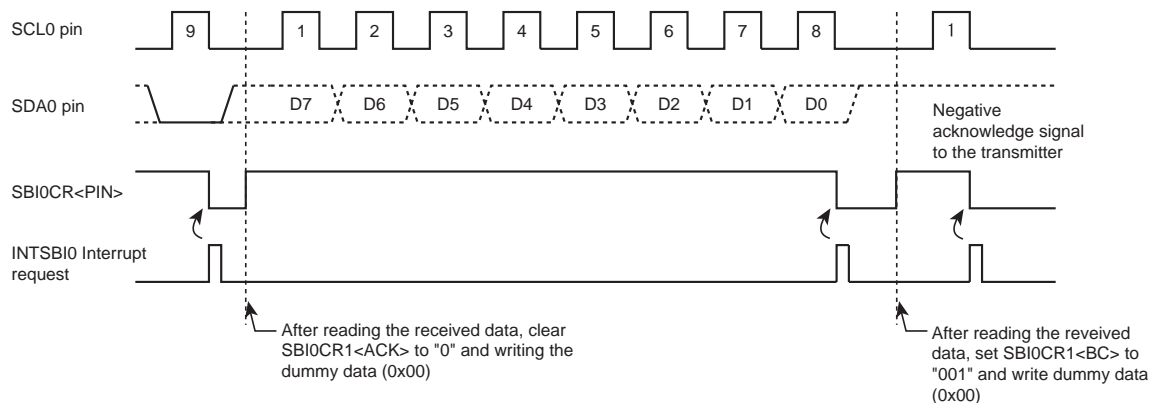 SCL0 pin
9 1 2 3 4 5 6 7 8 1
SDA0 pin
D7 D6 D5 D4 D3 D2 D1 D0
Negative
acknowledge signal
to the transmitter
SBI0CR<PIN>
INTSBI0 Interrupt
request
After reading the received data, clear
SBI0CR1<ACK> to "0" and writing the
dummy data (0x00)
After reading the reveived
data, set SBI0CR1<BC> to
"001" and write dummy data
(0x00)